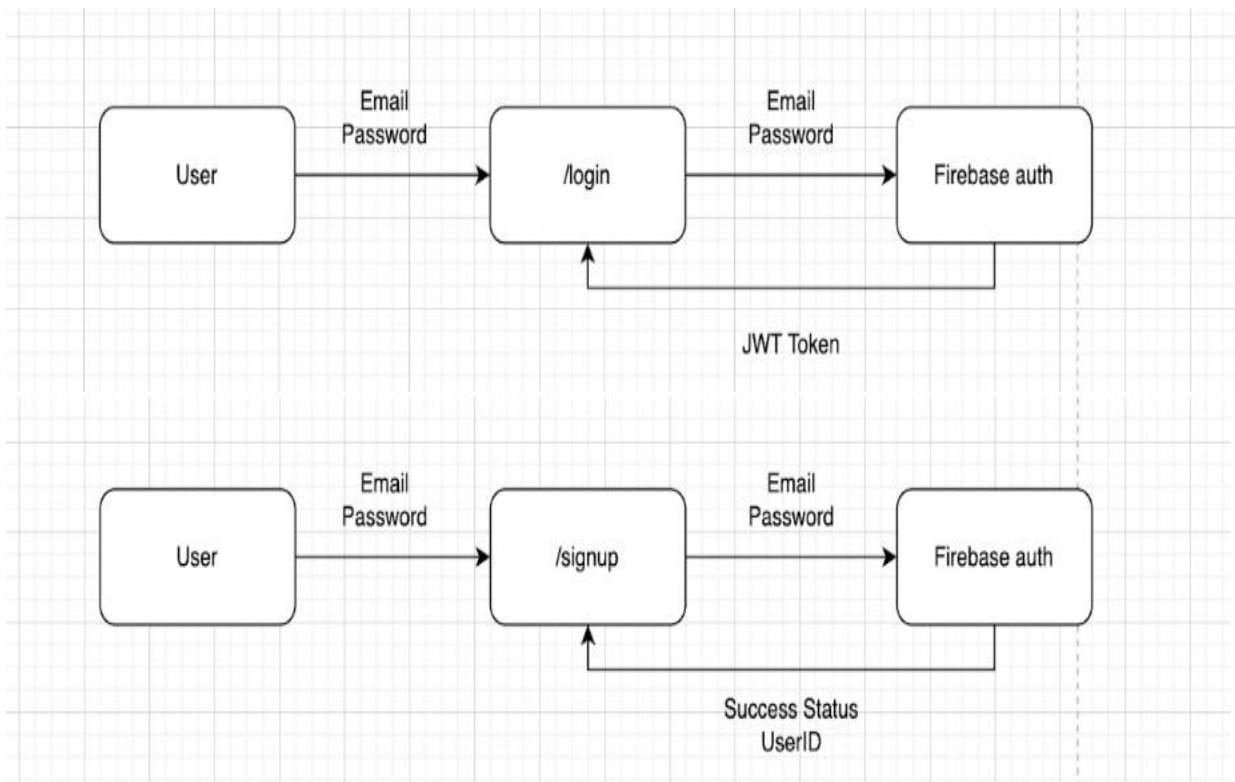 Email
Password
Email
Password
User
/login
Firebase auth
JWT Token
Email
Password
Email
Password
User
/signup
Firebase auth
Success Status
UserID